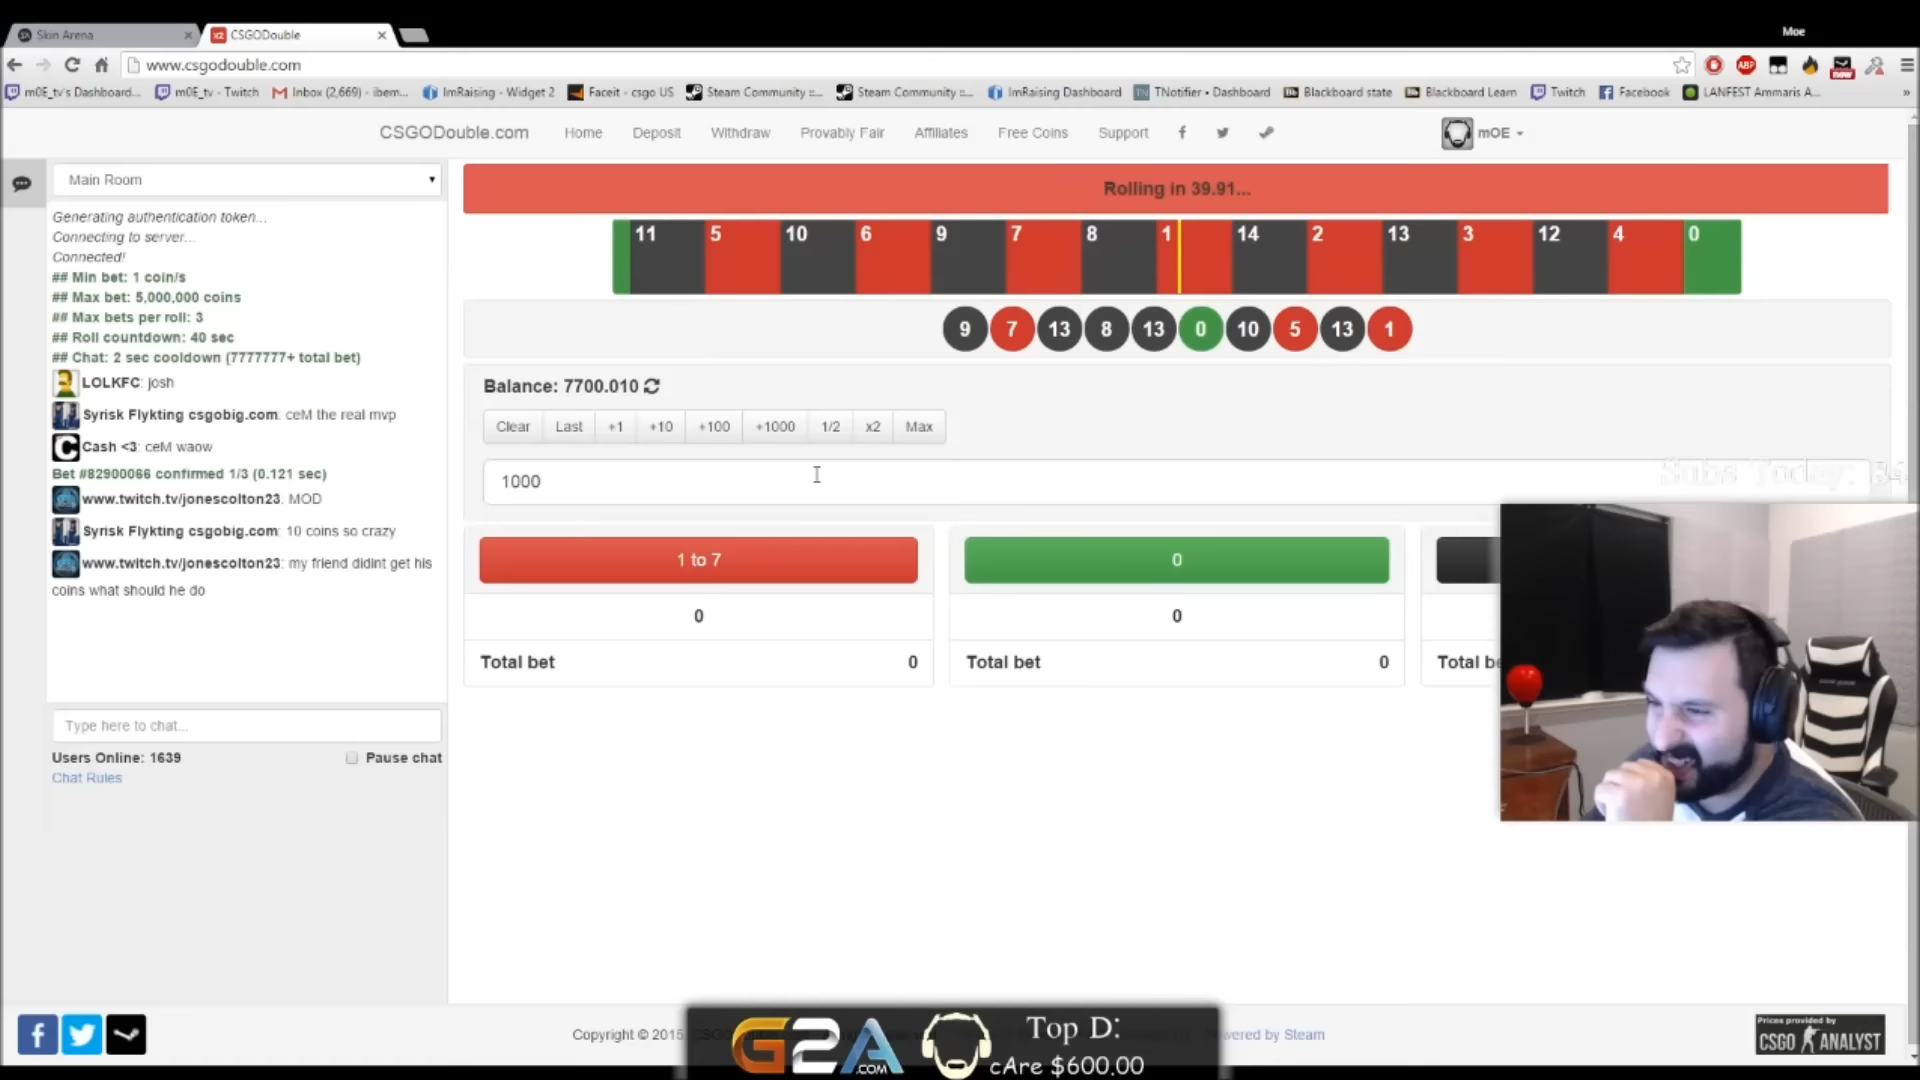 Moe
Skin Arena
CSGODouble
www.csgodouble.com
m0E_tv's Dashboard...
m0E_tv - Twitch
Inbox (2,669) - ibem...
ImRaising - Widget 2
Faceit - csgo US
Steam Community ::...
Steam Community ::...
ImRaising Dashboard
TNotifier • Dashboard
Blackboard state
Blackboard Learn
Twitch
Facebook
LANFEST Ammaris A...
CSGODouble.com
Home
Deposit
Withdraw
Provably Fair
Affiliates
Free Coins
Support
mOE
Main Room
Generating authentication token...
Connecting to server...
Connected!
## Min bet: 1 coin/s
## Max bet: 5,000,000 coins
## Max bets per roll: 3
## Roll countdown: 40 sec
## Chat: 2 sec cooldown (7777777+ total bet)
LOLKFC: josh
Syrisk Flykting csgobig.com: ceM the real mvp
Cash <3: ceM waow
Bet #82900066 confirmed 1/3 (0.121 sec)
www.twitch.tv/jonescolton23: MOD
Syrisk Flykting csgobig.com: 10 coins so crazy
www.twitch.tv/jonescolton23: my friend didint get his
coins what should he do
Type here to chat...
Users Online: 1639
Pause chat
Chat Rules
Rolling in 39.91...
11 5 10 6 9 7 8 1 14 2 13 3 12 4 0
9 7 13 8 13 0 10 5 13 1
Balance: 7700.010
Clear Last +1 +10 +100 +1000 1/2 x2 Max
1000
Subs Today: 34
1 to 7
0
0
0
Total bet 0
Total bet 0
Total be
Copyright © 2015
Powered by Steam
G2A
.COM
Top D:
cAre $600.00
Prices provided by
CSGO ANALYST